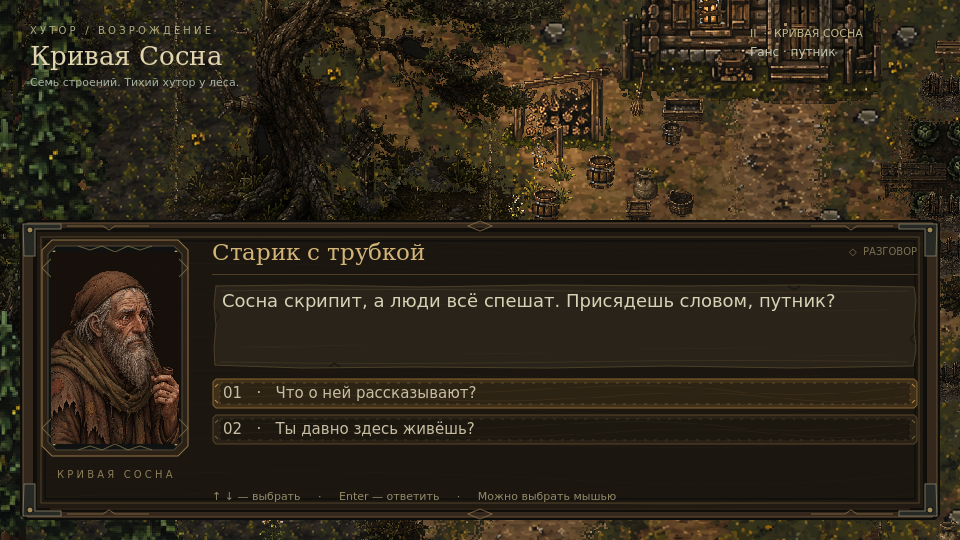 ХУТОР / ВОЗРОЖДЕНИЕ
Кривая Сосна
Семь строений. Тихий хутор у леса.
II · КРИВАЯ СОСНА
Ганс · путник
Старик с трубкой
◇ РАЗГОВОР
Сосна скрипит, а люди всё спешат. Присядешь словом, путник?
01 · Что о ней рассказывают?
02 · Ты давно здесь живёшь?
КРИВАЯ СОСНА
↑ ↓ — выбрать · Enter — ответить · Можно выбрать мышью